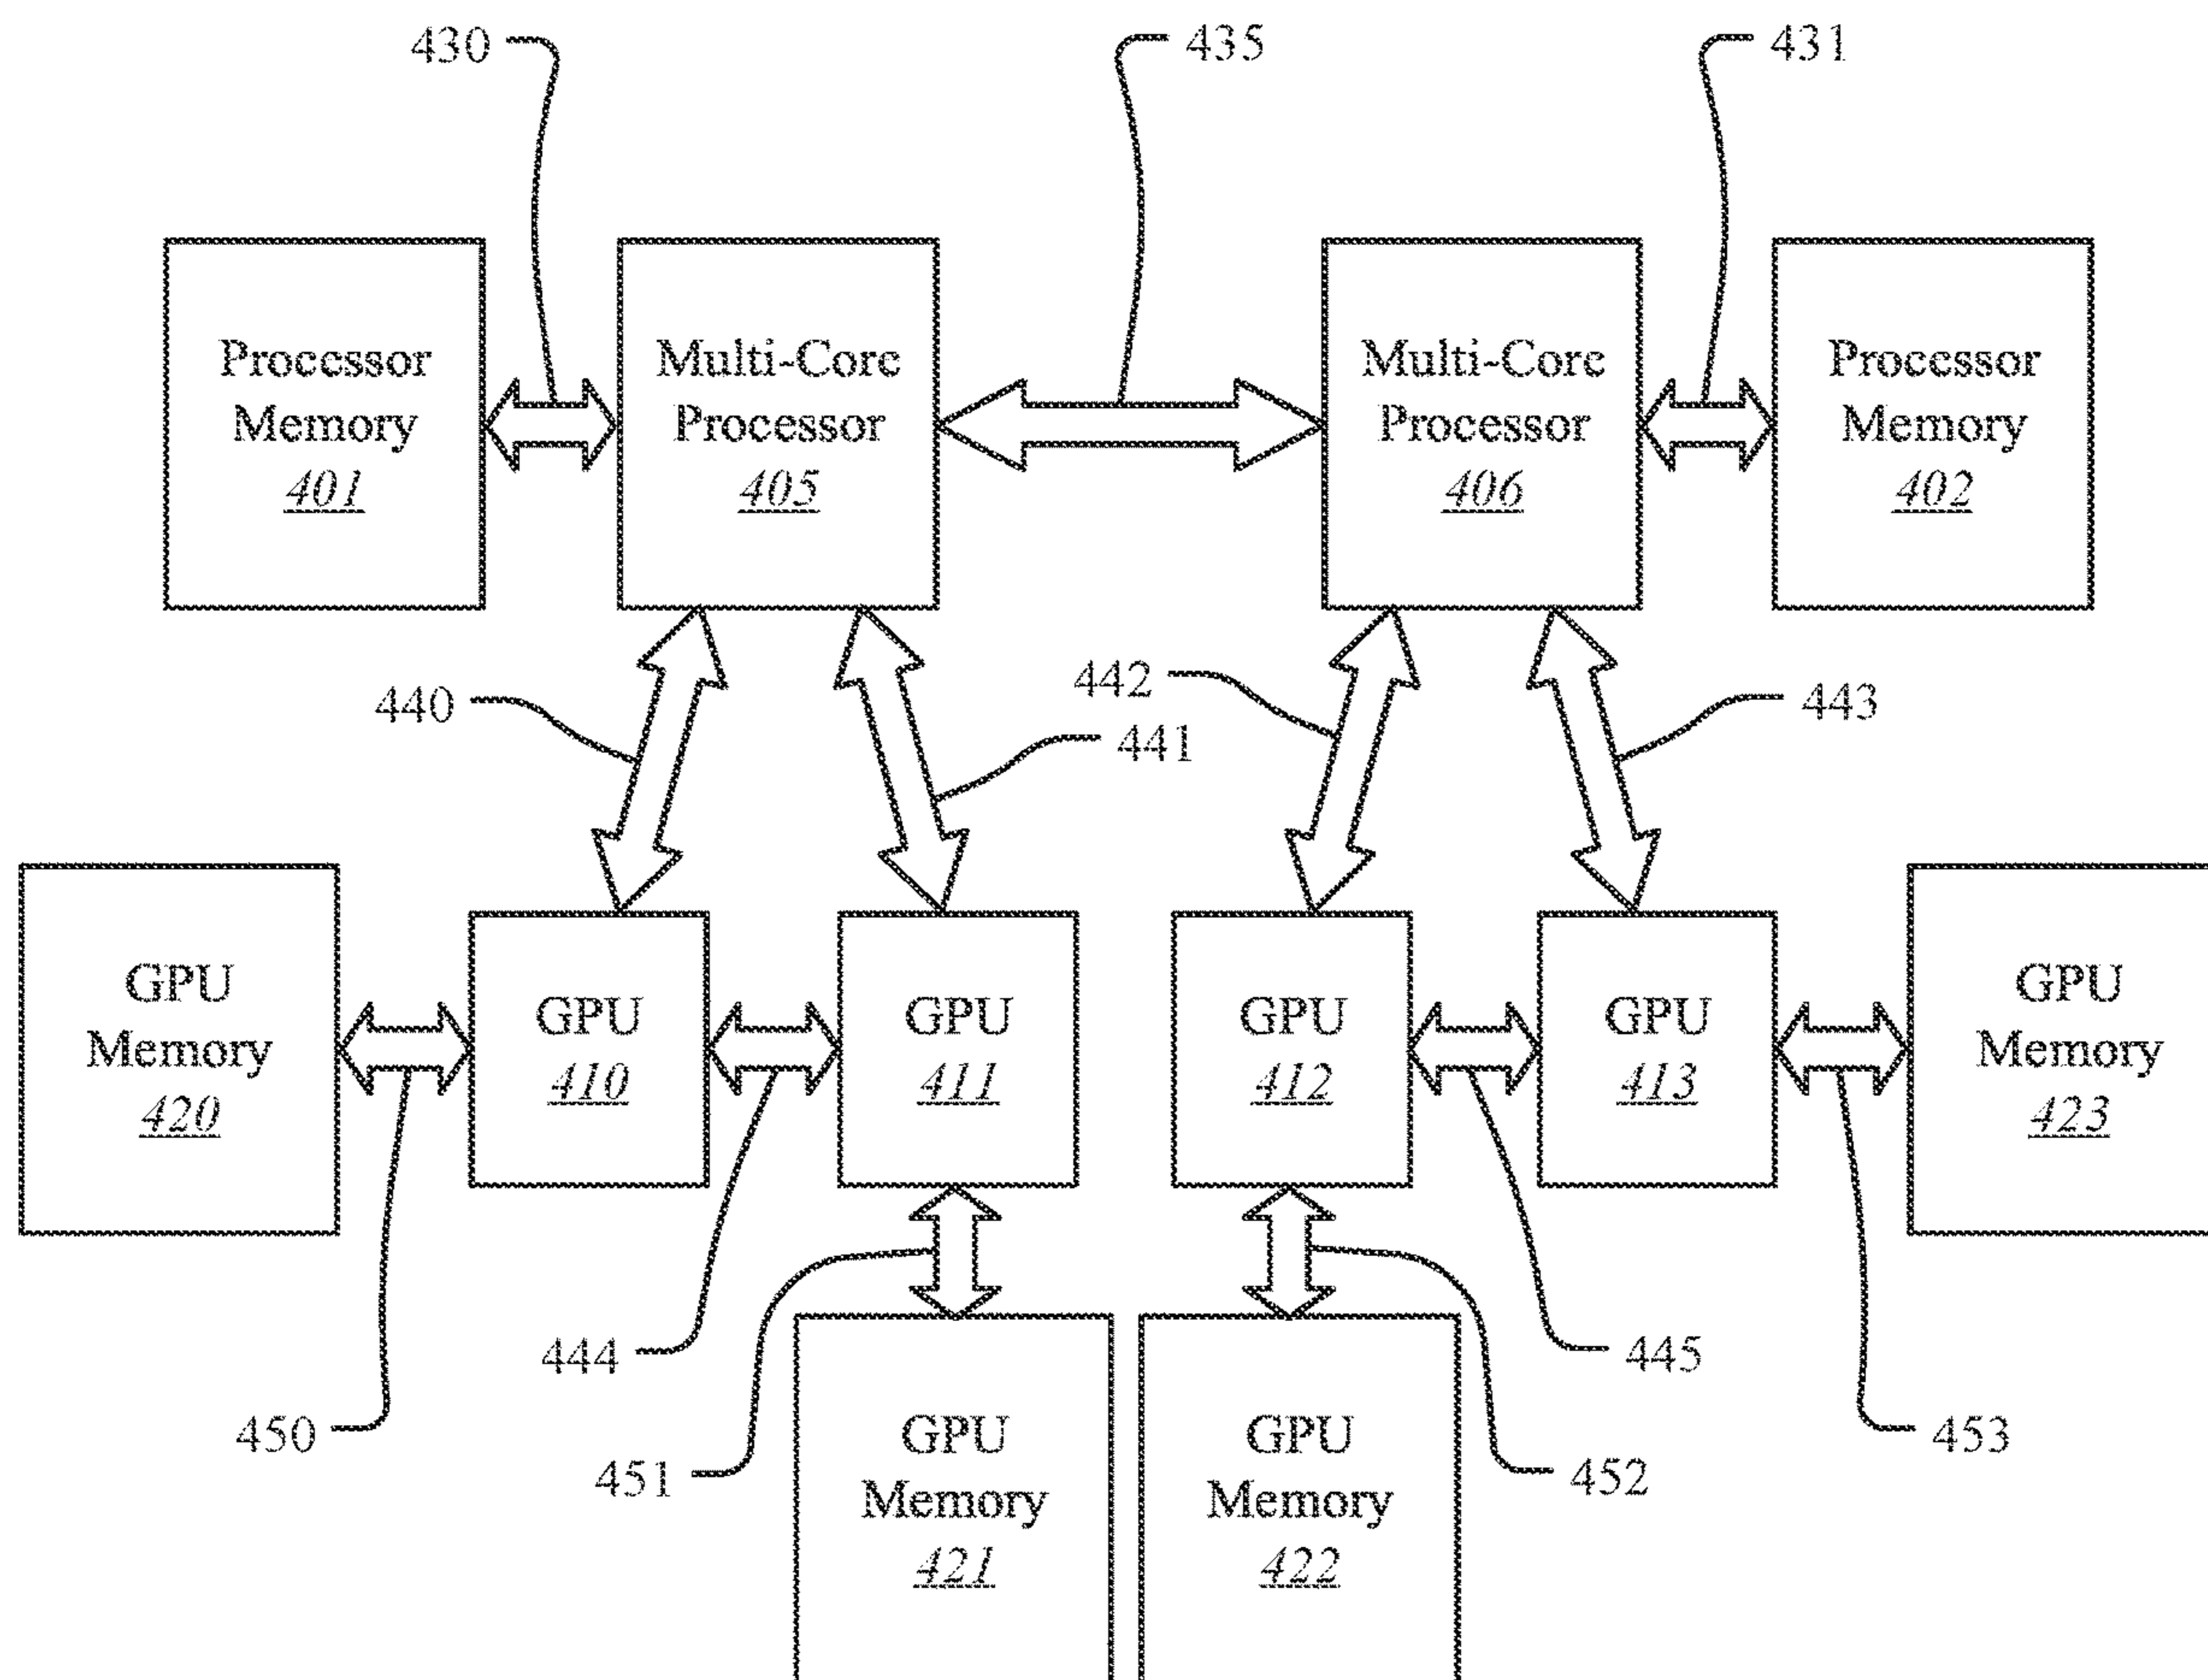 430
435
431
Processor
Memory
401
Multi-Core
Processor
405
Multi-Core
Processor
406
Processor
Memory
402
440
441
442
443
GPU
Memory
420
GPU
410
GPU
411
GPU
412
GPU
413
GPU
Memory
423
450
444
451
445
452
453
GPU
Memory
421
GPU
Memory
422